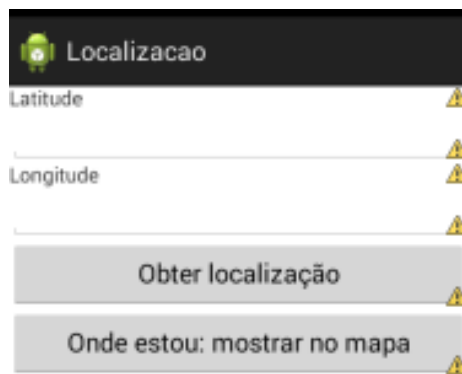 Localizacao
Latitude
Longitude
Obter localização
Onde estou: mostrar no mapa